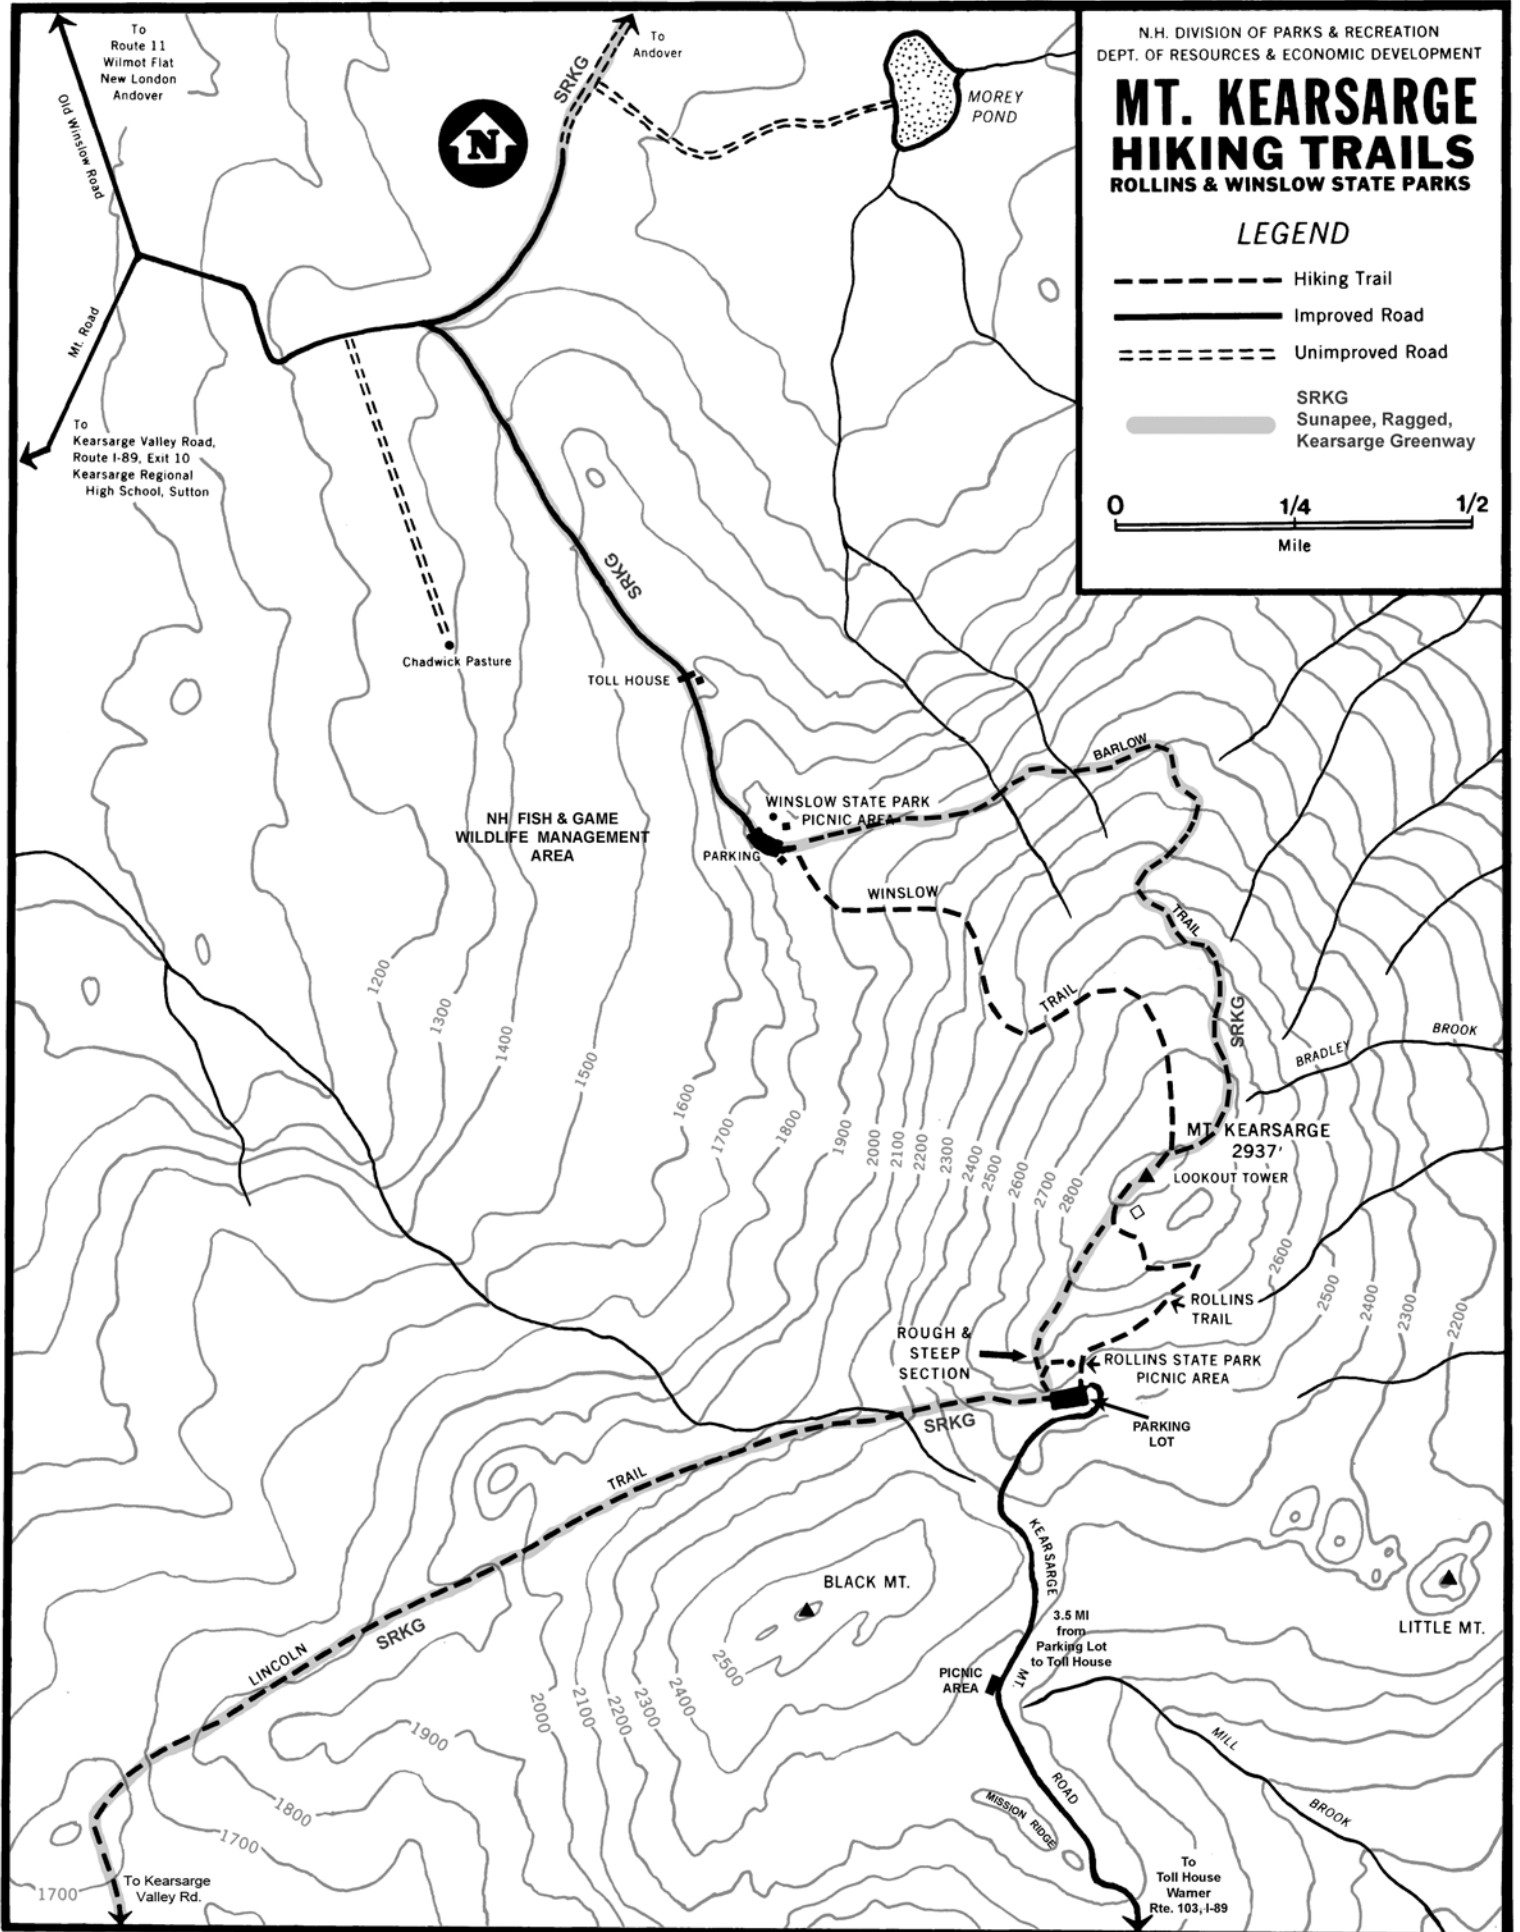 N.H. DIVISION OF PARKS & RECREATION
DEPT. OF RESOURCES & ECONOMIC DEVELOPMENT
MT. KEARSARGE
HIKING TRAILS
ROLLINS & WINSLOW STATE PARKS
LEGEND
Hiking Trail
Improved Road
Unimproved Road
SRKG
Sunapee, Ragged,
Kearsarge Greenway
0 1/4 1/2
Mile
To
Route 11
Wilmot Flat
New London
Andover
Old Winslow Road
Mt. Road
To
Kearsarge Valley Road,
Route I-89, Exit 10
Kearsarge Regional
High School, Sutton
N
SRKG
To
Andover
MOREY
POND
SRKG
Chadwick Pasture
TOLL HOUSE
NH FISH & GAME
WILDLIFE MANAGEMENT
AREA
WINSLOW STATE PARK
PICNIC AREA
PARKING
BARLOW
TRAIL
SRKG
WINSLOW
TRAIL
BRADLEY
BROOK
1200
1300
1400
1500
1600
1700
1800
1900
2000
2100
2200
2300
2400
2500
2600
2700
2800
MT. KEARSARGE
2937'
LOOKOUT TOWER
2600
2500
2400
2300
2200
ROLLINS
TRAIL
ROUGH &
STEEP
SECTION
ROLLINS STATE PARK
PICNIC AREA
PARKING
LOT
SRKG
TRAIL
SRKG
LINCOLN
BLACK MT.
LITTLE MT.
KEARSARGE
MT.
ROAD
3.5 MI
from
Parking Lot
to Toll House
PICNIC
AREA
MILL
BROOK
MISSION RIDGE
2500
2400
2300
2200
2100
2000
1900
1800
1700
1700
To Kearsarge
Valley Rd.
To
Toll House
Warner
Rte. 103, I-89